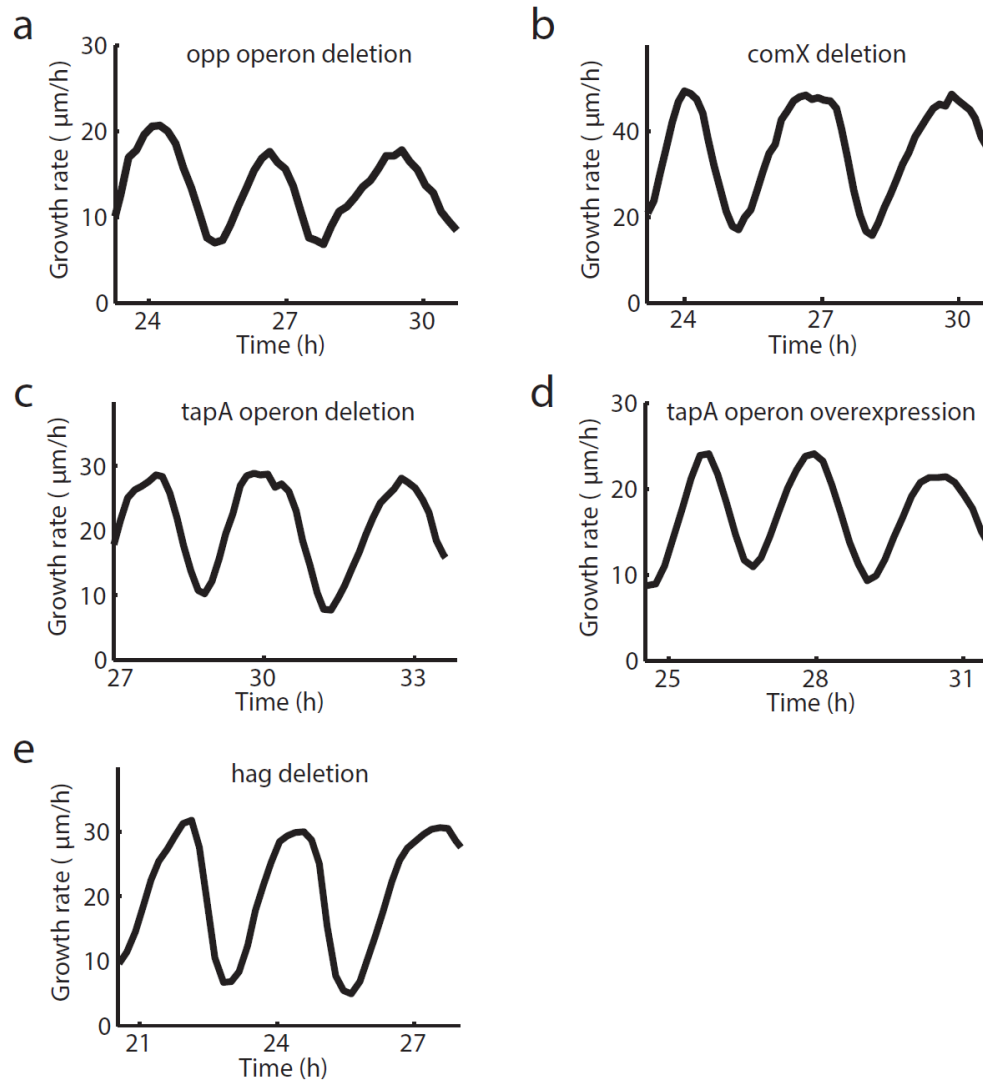 a
opp operon deletion
Growth rate ( μm/h)
30
20
10
0
24
27
30
Time (h)
b
comX deletion
Growth rate ( μm/h)
40
20
0
24
27
30
Time (h)
c
tapA operon deletion
Growth rate ( μm/h)
30
20
10
0
27
30
33
Time (h)
d
tapA operon overexpression
Growth rate ( μm/h)
30
20
10
0
25
28
31
Time (h)
e
hag deletion
Growth rate ( μm/h)
30
20
10
0
21
24
27
Time (h)